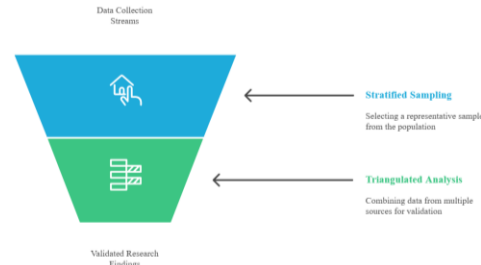 Data Collection
Streams
Stratified Sampling
Selecting a representative sample
from the population
Triangulated Analysis
Combining data from multiple
sources for validation
Validated Research
Findings